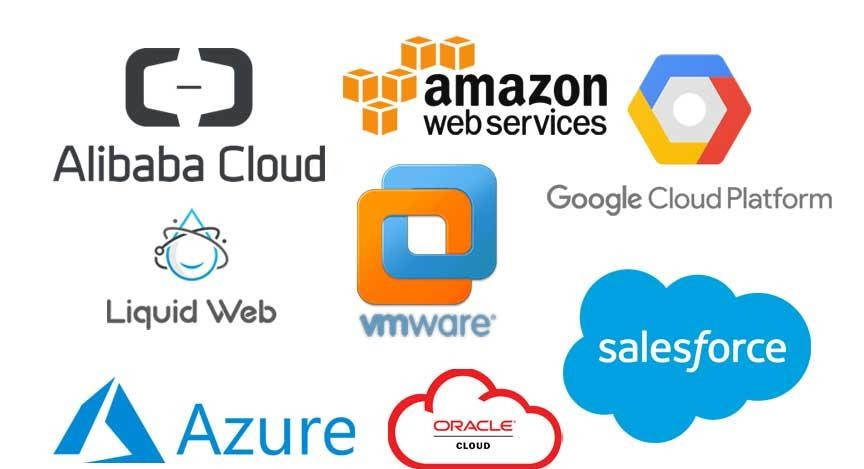 Alibaba Cloud
amazon
web services
Google Cloud Platform
Liquid Web
vmware®
salesforce
Azure
ORACLE®
CLOUD